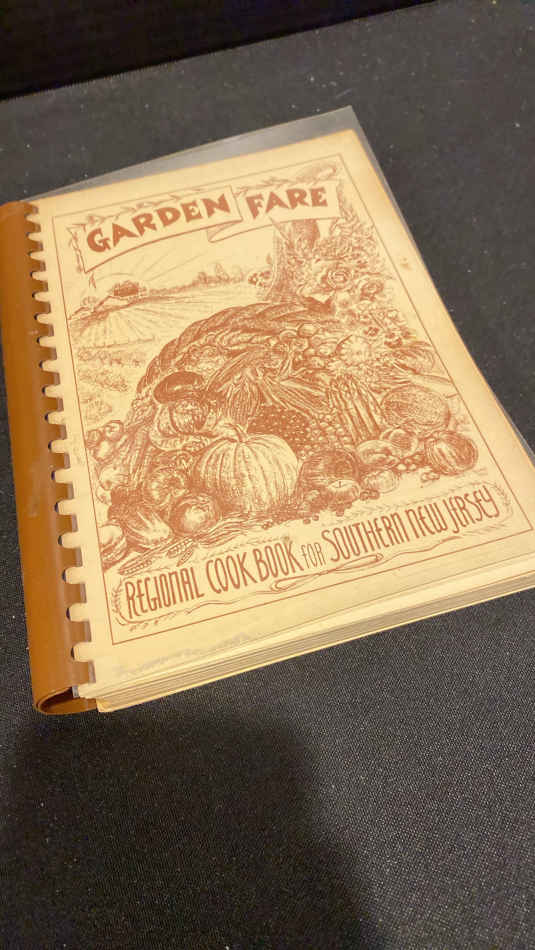 GARDEN FARE
REGIONAL COOK BOOK FOR SOUTHERN NEW JERSEY